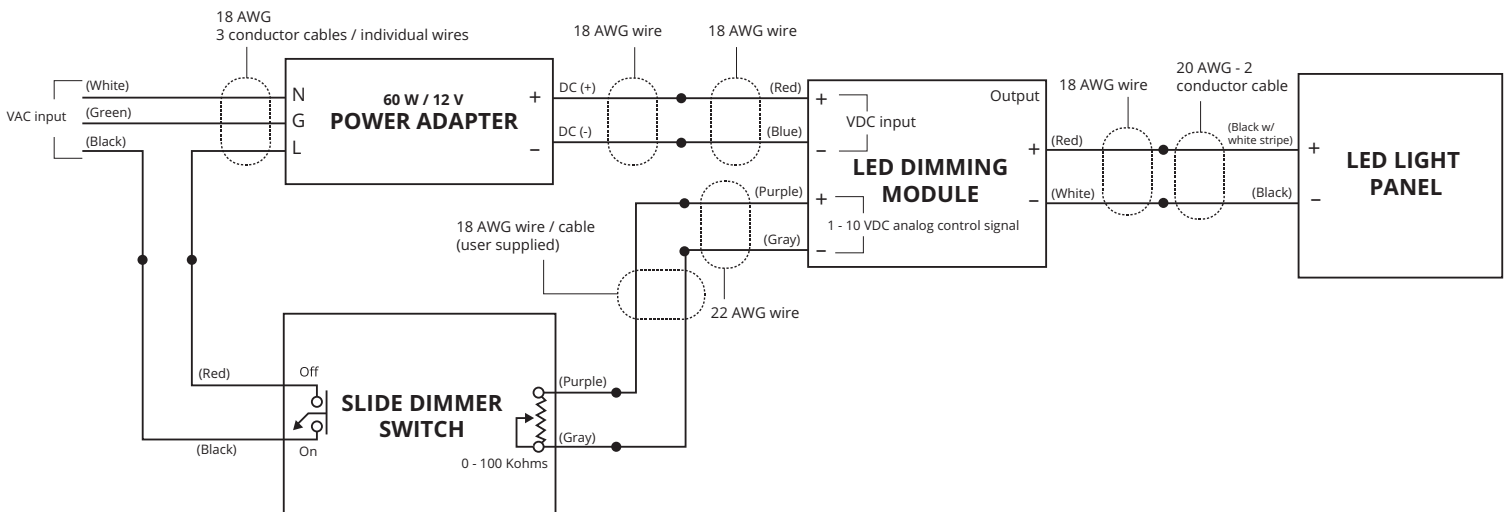 18 AWG
3 conductor cables / individual wires
18 AWG wire
18 AWG wire
VAC input
(White)
(Green)
(Black)
N
G
L
60 W / 12 V
POWER ADAPTER
+
–
DC (+)
DC (-)
(Red)
(Blue)
+
–
VDC input
Output
LED DIMMING
MODULE
(Purple)
(Gray)
+
–
1 - 10 VDC analog control signal
+
–
(Red)
(White)
18 AWG wire
20 AWG - 2
conductor cable
(Black w/
white stripe)
(Black)
+
–
LED LIGHT
PANEL
18 AWG wire / cable
(user supplied)
22 AWG wire
(Red)
(Black)
Off
On
SLIDE DIMMER
SWITCH
0 - 100 Kohms
(Purple)
(Gray)